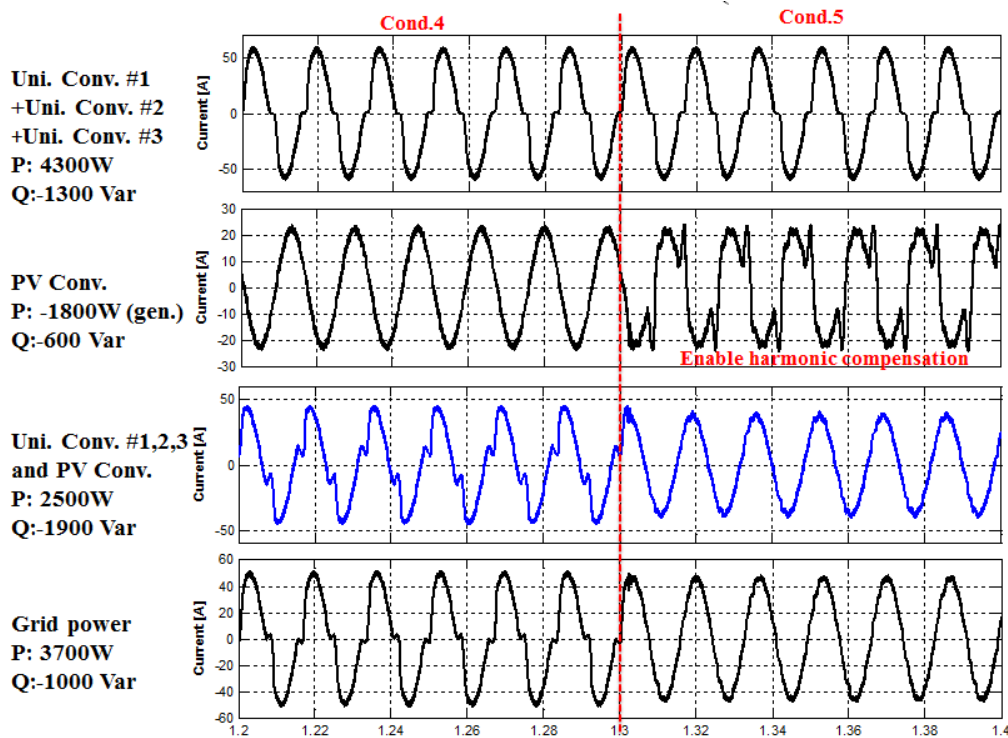 Cond.4
Cond.5
Uni. Conv. #1
+Uni. Conv. #2
+Uni. Conv. #3
P: 4300W
Q:-1300 Var
Current [A]
50
0
-50
PV Conv.
P: -1800W (gen.)
Q:-600 Var
Current [A]
30
20
10
0
-10
-20
-30
Enable harmonic compensation
Uni. Conv. #1,2,3
and PV Conv.
P: 2500W
Q:-1900 Var
Current [A]
50
0
-50
Grid power
P: 3700W
Q:-1000 Var
Current [A]
60
40
20
0
-20
-40
-60
1.2 1.22 1.24 1.26 1.28 1.3 1.32 1.34 1.36 1.38 1.4